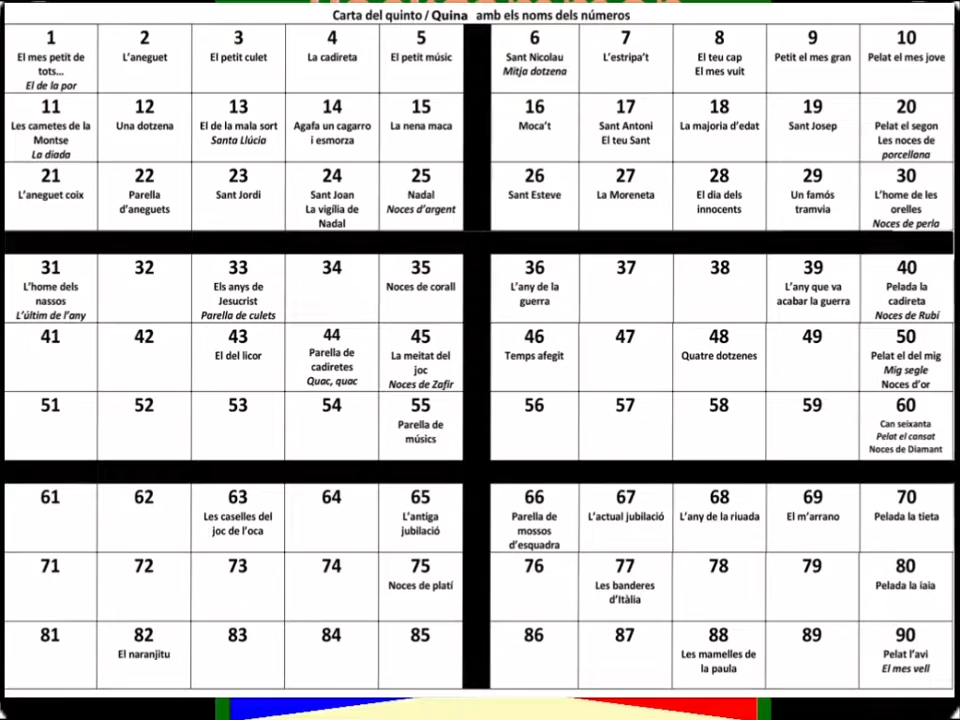 Carta del quinto / Quina amb els noms dels números
1 2 3 4 5 6 7 8 9 10
El mes petit de L'aneguet El petit culet La cadireta El petit músic Sant Nicolau L'estripa't El teu cap Petit el mes gran Pelat el mes jove
tots... Mitja dotzena El mes vuit
El de la por
11 12 13 14 15 16 17 18 19 20
Les cametes de la Una dotzena El de la mala sort Agafa un cagarro La nena maca Moca't Sant Antoni La majoria d'edat Sant Josep Pelat el segon
Montse Santa Llúcia i esmorza El teu Sant Les noces de
La diada porcellana
21 22 23 24 25 26 27 28 29 30
L'aneguet coix Parella Sant Jordi Sant Joan Nadal Sant Esteve La Moreneta El dia dels Un famós L'home de les
d'aneguets La vigília de Noces d'argent innocents tramvia orelles
Nadal Noces de perla
31 32 33 34 35 36 37 38 39 40
L'home dels Els anys de Noces de corall L'any de la L'any que va Pelada la
nassos Jesucrist guerra acabar la guerra cadireta
L'últim de l'any Parella de culets Noces de Rubí
41 42 43 44 45 46 47 48 49 50
El del licor Parella de La meitat del Temps afegit Quatre dotzenes Pelat el del mig
cadiretes joc Mig segle
Quac, quac Noces de Zafir Noces d'or
51 52 53 54 55 56 57 58 59 60
Parella de Can seixanta
músics Pelat el cansat
Noces de Diamant
61 62 63 64 65 66 67 68 69 70
Les caselles del L'antiga Parella de L'actual jubilació L'any de la riuada El m'arrano Pelada la tieta
joc de l'oca jubilació mossos
d'esquadra
71 72 73 74 75 76 77 78 79 80
Noces de platí Les banderes Pelada la iaia
d'Itàlia
81 82 83 84 85 86 87 88 89 90
El naranjitu Les mamelles de Pelat l'avi
la paula El mes vell